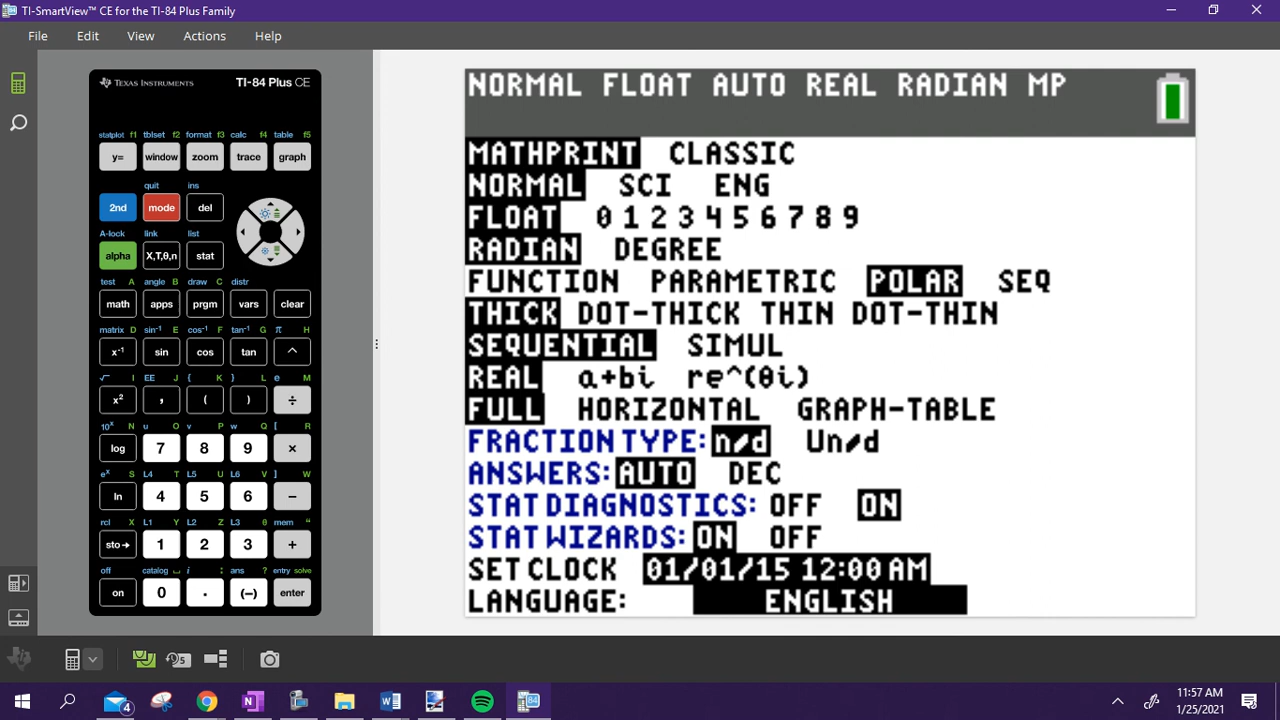 TI-SmartView™ CE for the TI-84 Plus Family
File Edit View Actions Help
TEXAS INSTRUMENTS TI-84 Plus CE
statplot f1 tblset f2 format f3 calc f4 table f5
y= window zoom trace graph
quit ins
2nd mode del
A-lock link list
alpha X,T,θ,n stat
test A angle B draw C distr
math apps prgm vars clear
matrix D sin⁻¹ E cos⁻¹ F tan⁻¹ G π H
x⁻¹ sin cos tan ^
√ I EE J { K } L e M
x² , ( ) ÷
10ˣ N u O v P w Q [ R
log 7 8 9 ×
eˣ S L4 T L5 U L6 V ] W
ln 4 5 6 −
rcl X L1 Y L2 Z L3 θ mem "
sto→ 1 2 3 +
off catalog ␣ i : ans ? entry solve
on 0 . (−) enter
NORMAL FLOAT AUTO REAL RADIAN MP
MATHPRINT CLASSIC
NORMAL SCI ENG
FLOAT 0 1 2 3 4 5 6 7 8 9
RADIAN DEGREE
FUNCTION PARAMETRIC POLAR SEQ
THICK DOT-THICK THIN DOT-THIN
SEQUENTIAL SIMUL
REAL a+bi re^(θi)
FULL HORIZONTAL GRAPH-TABLE
FRACTION TYPE: n/d Un/d
ANSWERS: AUTO DEC
STAT DIAGNOSTICS: OFF ON
STAT WIZARDS: ON OFF
SET CLOCK 01/01/15 12:00 AM
LANGUAGE: ENGLISH
4
N
W
84
11:57 AM
1/25/2021